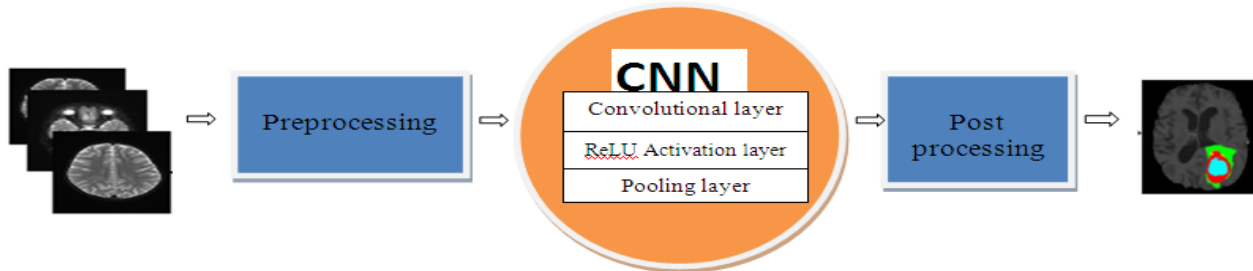 Preprocessing
CNN
Convolutional layer
ReLU Activation layer
Pooling layer
Post
processing